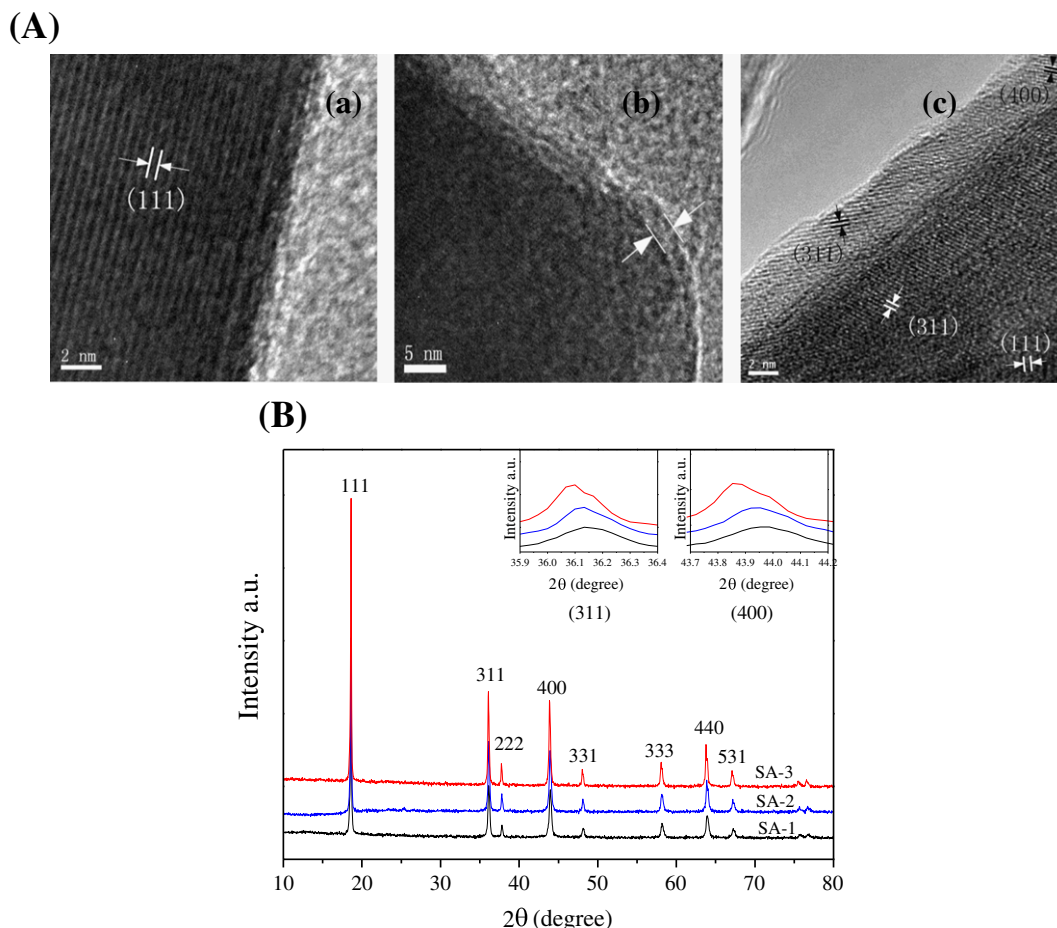 (A)
(a)
(b)
(c)
(400)
(111)
(311)
(311)
(111)
2 nm
5 nm
2 nm
(B)
Intensity a.u.
111
311
222
400
331
333
440
531
SA-3
SA-2
SA-1
10 20 30 40 50 60 70 80
2θ (degree)
Intensity a.u.
35.9 36.0 36.1 36.2 36.3 36.4
2θ (degree)
(311)
Intensity a.u.
43.7 43.8 43.9 44.0 44.1 44.2
2θ (degree)
(400)